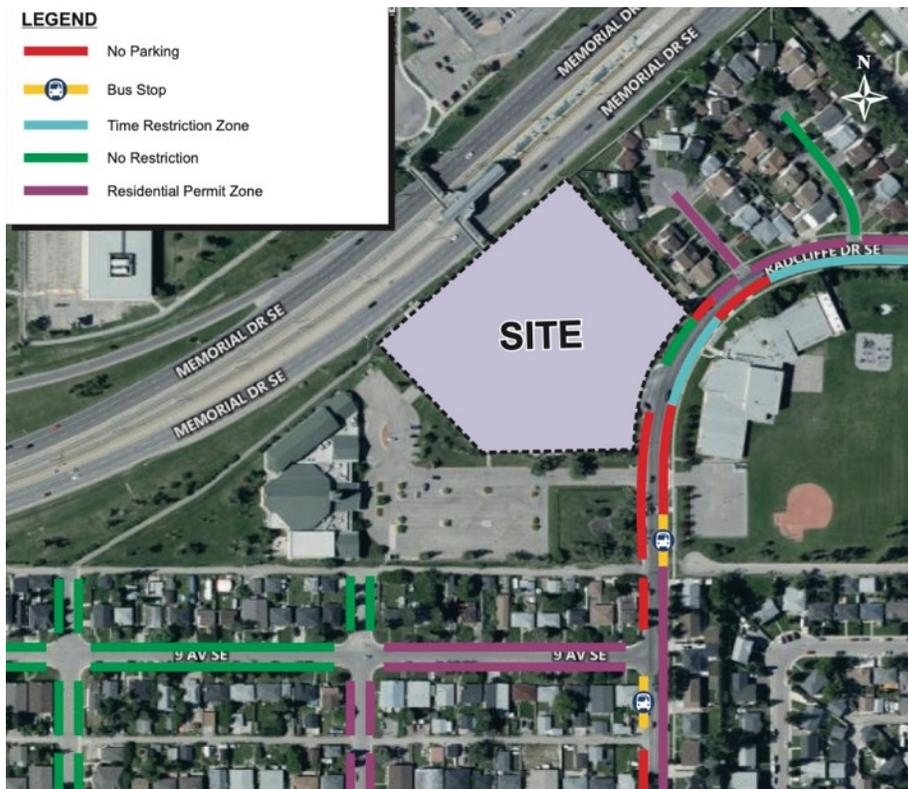 LEGEND
No Parking
Bus Stop
Time Restriction Zone
No Restriction
Residential Permit Zone
MEMORIAL DR SE
MEMORIAL DR SE
N
RADCLIFFE DR SE
SITE
MEMORIAL DR SE
MEMORIAL DR SE
9 AV SE
9 AV SE